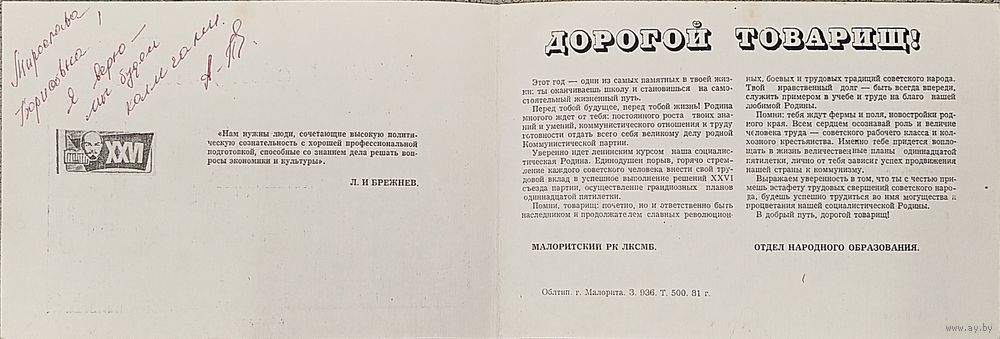 Мирослава
Борисовна!
Я верю —
мы будем
коллегами.
XXVI
«Нам нужны люди, сочетающие высокую полити-
ческую сознательность с хорошей профессиональной
подготовкой, способные со знанием дела решать воп-
росы экономики и культуры».
Л. И БРЕЖНЕВ.
ДОРОГОЙ ТОВАРИЩ!
Этот год — один из самых памятных в твоей жиз-
ни: ты оканчиваешь школу и становишься на само-
стоятельный жизненный путь.
Перед тобой будущее, перед тобой жизнь! Родина
многого ждет от тебя: постоянного роста твоих зна-
ний и умений, коммунистического отношения к труду
готовности отдать всего себя великому делу родной
Коммунистической партии.
Уверенно идет ленинским курсом наша социалис-
тическая Родина. Единодушен порыв, горячо стрем-
ление каждого советского человека внести свой тру-
довой вклад в успешное выполнение решений XXVI
съезда партии, осуществление грандиозных планов
одиннадцатой пятилетки.
Помни, товарищ: почетно, но и ответственно быть
наследником и продолжателем славных революцион-
ных, боевых и трудовых традиций советского народа.
Твой нравственный долг — быть всегда впереди,
служить примером в учебе и труде на благо нашей
любимой Родины.
Помни: тебя ждут фермы и поля, новостройки род-
ного края. Всем сердцем осознавай роль и величие
человека труда — советского рабочего класса и кол-
хозного крестьянства. Именно тебе придется вопло-
щать в жизнь величественные планы одиннадцатой
пятилетки, лично от тебя зависит успех продвижения
нашей страны к коммунизму.
Выражаем уверенность в том, что ты с честью при-
мешь эстафету трудовых свершений советского наро-
да, будешь успешно трудиться во имя могущества и
процветания нашей социалистической Родины.
В добрый путь, дорогой товарищ!
МАЛОРИТСКИЙ РК ЛКСМБ.
ОТДЕЛ НАРОДНОГО ОБРАЗОВАНИЯ.
Облтип. г. Малорита. З. 936. Т. 500. 81 г.
www.ay.by